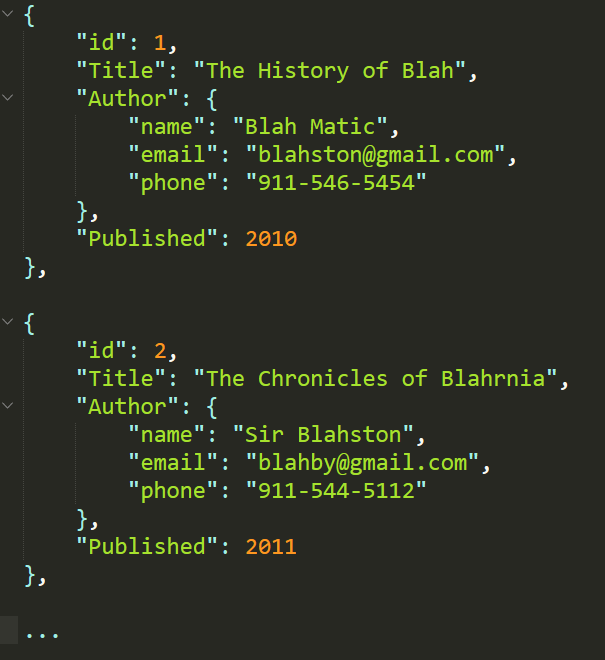 {
    "id": 1,
    "Title": "The History of Blah",
    "Author": {
        "name": "Blah Matic",
        "email": "blahston@gmail.com",
        "phone": "911-546-5454"
    },
    "Published": 2010
},

{
    "id": 2,
    "Title": "The Chronicles of Blahrnia",
    "Author": {
        "name": "Sir Blahston",
        "email": "blahby@gmail.com",
        "phone": "911-544-5112"
    },
    "Published": 2011
},

...